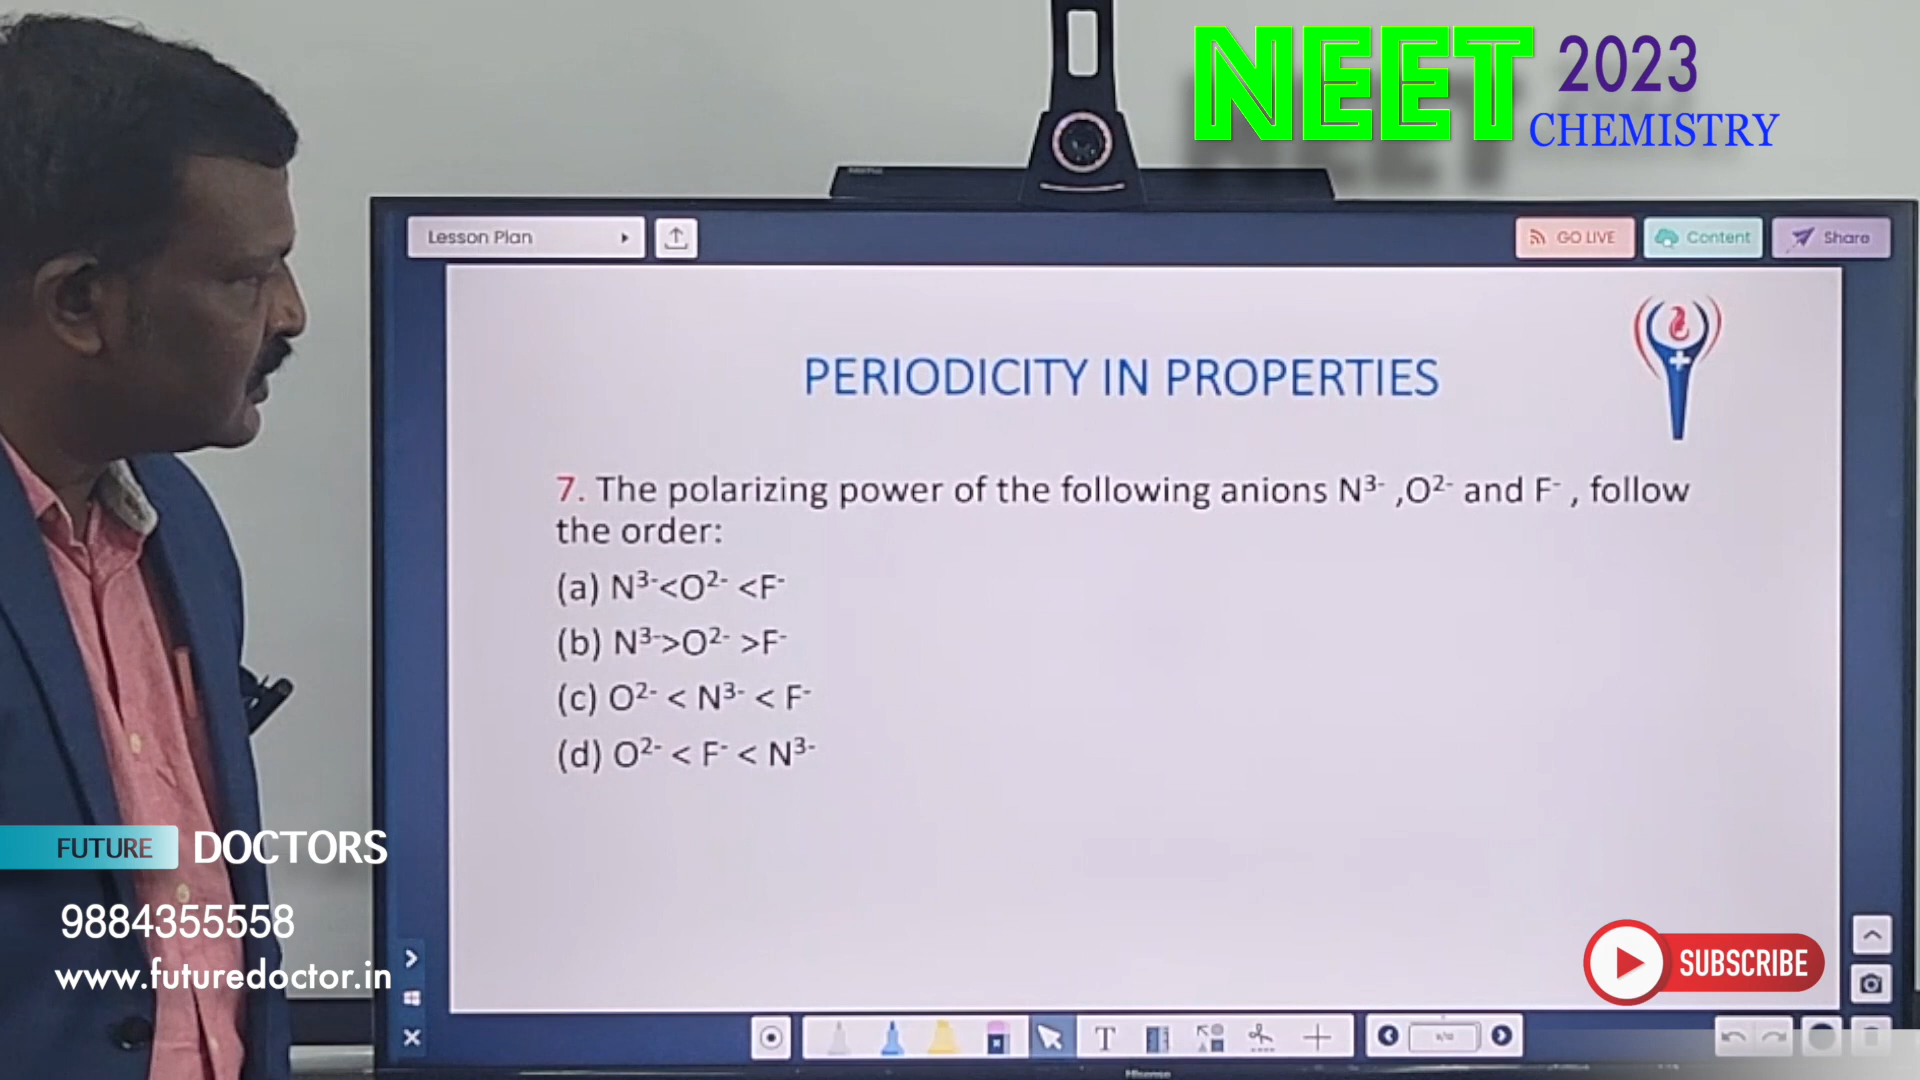 NEET 2023
CHEMISTRY
Lesson Plan
GO LIVE
Content
Share
PERIODICITY IN PROPERTIES
7. The polarizing power of the following anions N³⁻ ,O²⁻ and F⁻ , follow
the order:
(a) N³⁻<O²⁻ <F⁻
(b) N³⁻>O²⁻ >F⁻
(c) O²⁻ < N³⁻ < F⁻
(d) O²⁻ < F⁻ < N³⁻
FUTURE DOCTORS
9884355558
www.futuredoctor.in
SUBSCRIBE
T
Hisense